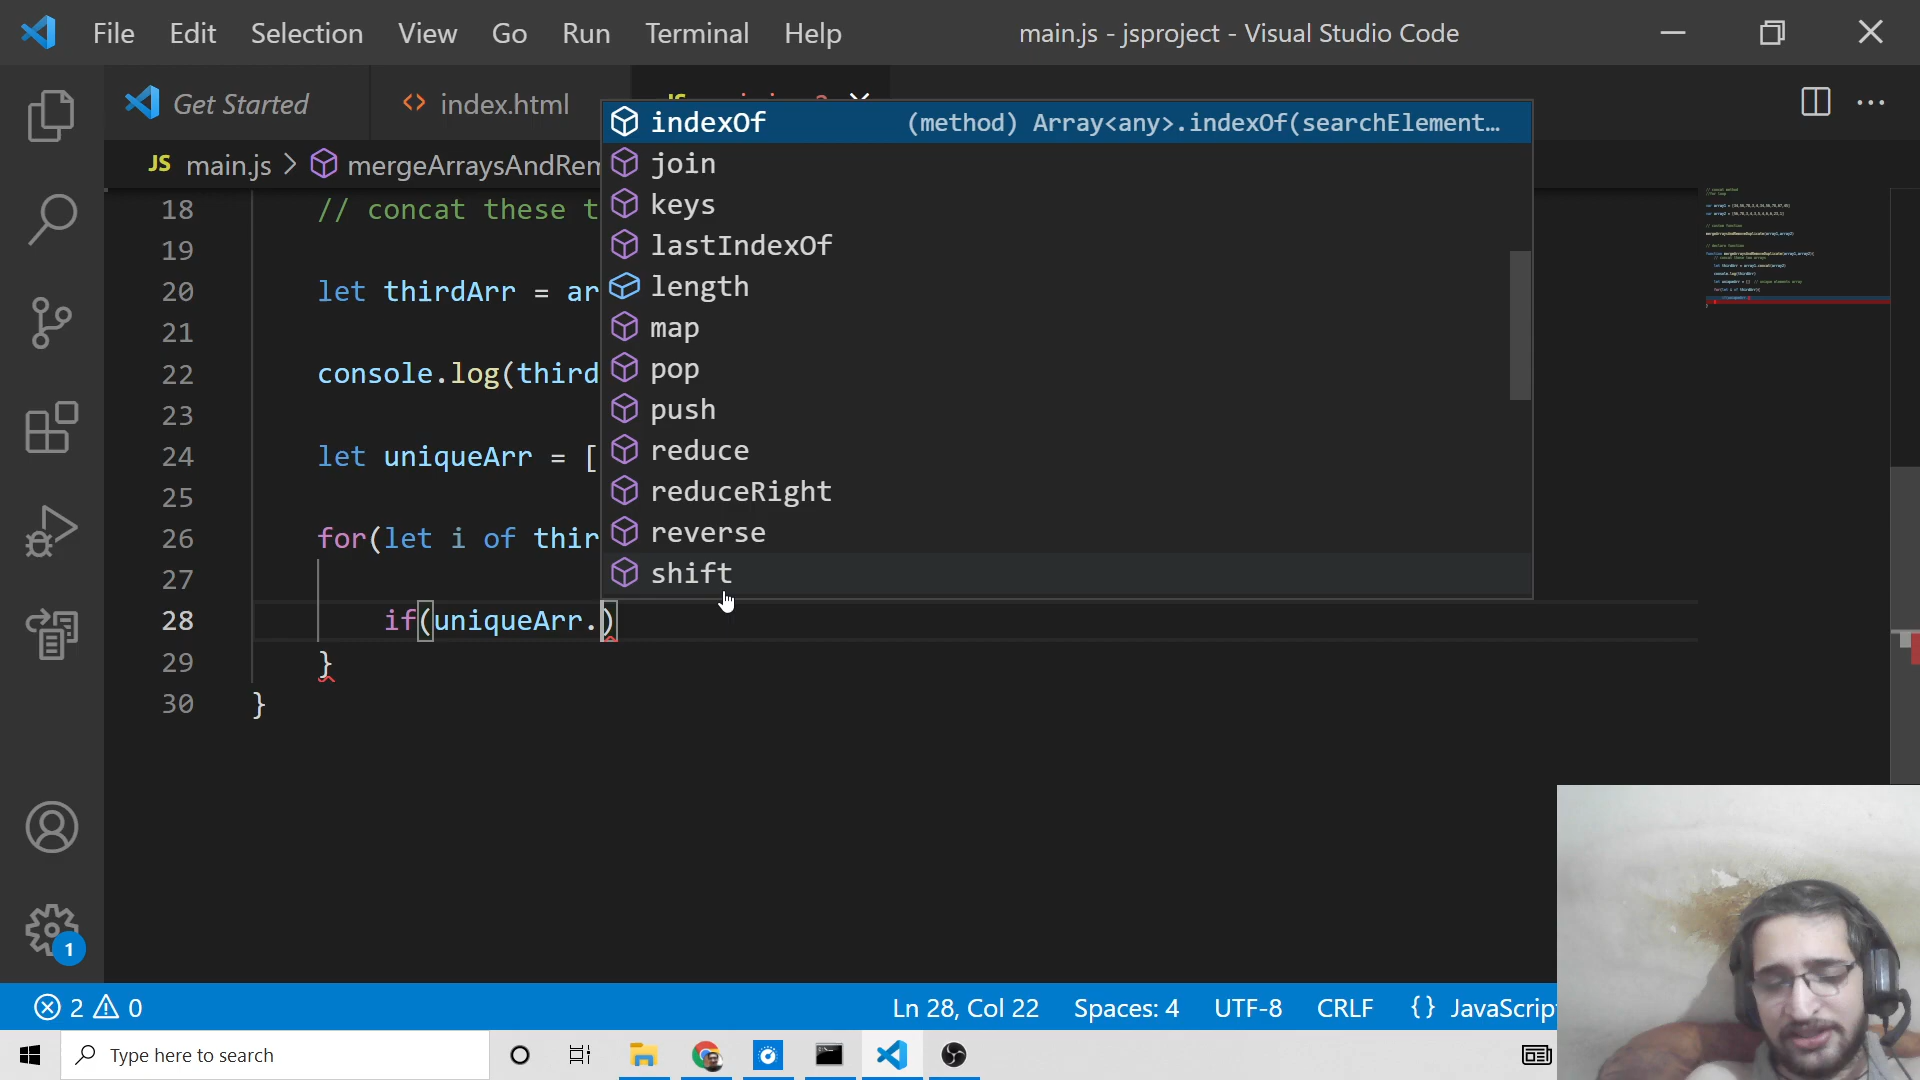 File Edit Selection View Go Run Terminal Help
main.js - jsproject - Visual Studio Code
Get Started
<> index.html
JS main.js > mergeArraysAndRem
indexOf (method) Array<any>.indexOf(searchElement…
join
keys
lastIndexOf
length
map
pop
push
reduce
reduceRight
reverse
shift
18 // concat these t
19
20 let thirdArr = ar
21
22 console.log(third
23
24 let uniqueArr = [
25
26 for(let i of thir
27
28 if(uniqueArr.)
29 }
30 }
1
2 0
Ln 28, Col 22 Spaces: 4 UTF-8 CRLF {} JavaScrip
Type here to search